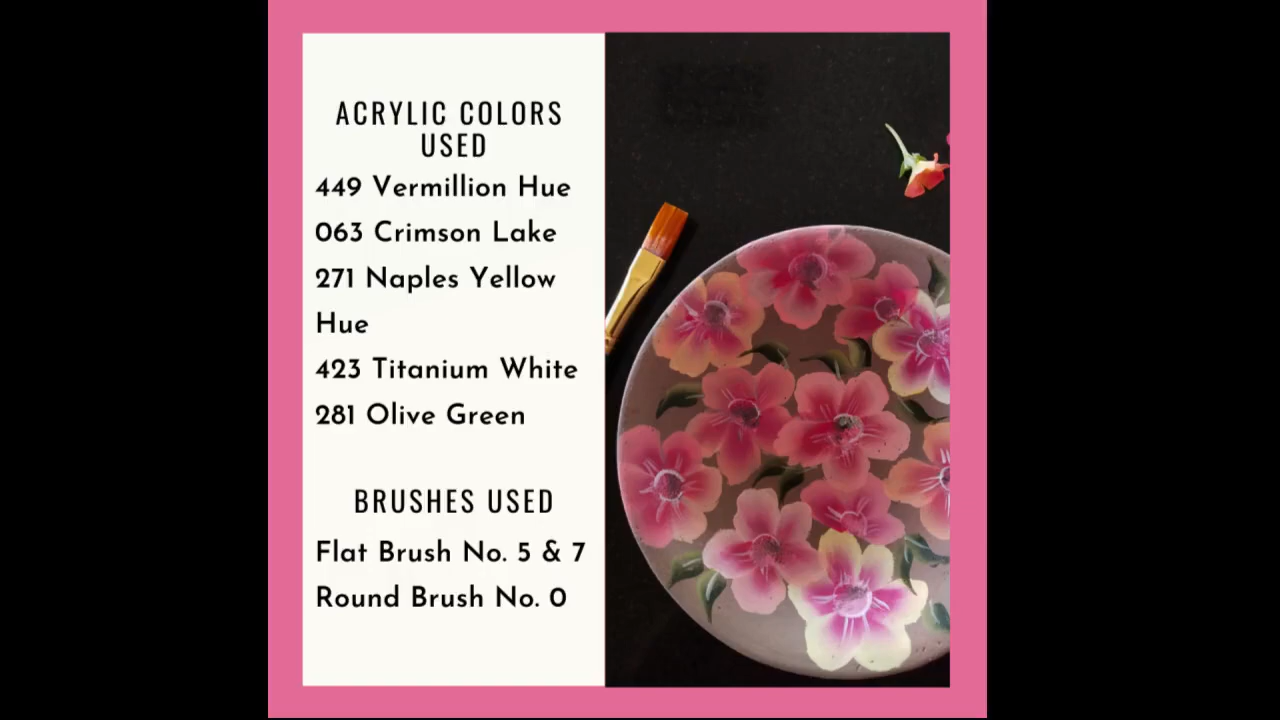 ACRYLIC COLORS
USED
449 Vermillion Hue
063 Crimson Lake
271 Naples Yellow
Hue
423 Titanium White
281 Olive Green
BRUSHES USED
Flat Brush No. 5 & 7
Round Brush No. 0